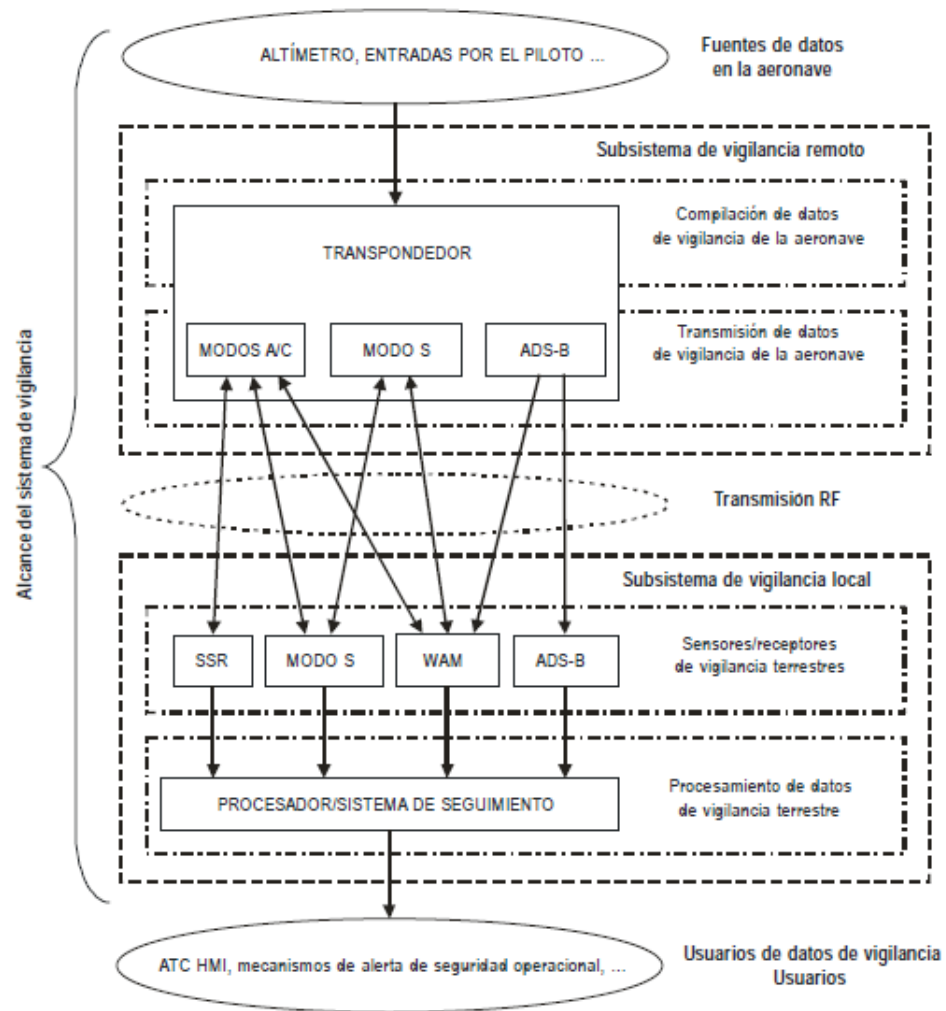 ALTÍMETRO, ENTRADAS POR EL PILOTO ...
Fuentes de datos
en la aeronave
Subsistema de vigilancia remoto
Compilación de datos
de vigilancia de la aeronave
TRANSPONDEDOR
Transmisión de datos
de vigilancia de la aeronave
MODOS A/C
MODO S
ADS-B
Alcance del sistema de vigilancia
Transmisión RF
Subsistema de vigilancia local
Sensores/receptores
de vigilancia terrestres
SSR
MODO S
WAM
ADS-B
Procesamiento de datos
de vigilancia terrestre
PROCESADOR/SISTEMA DE SEGUIMIENTO
ATC HMI, mecanismos de alerta de seguridad operacional, ...
Usuarios de datos de vigilancia
Usuarios